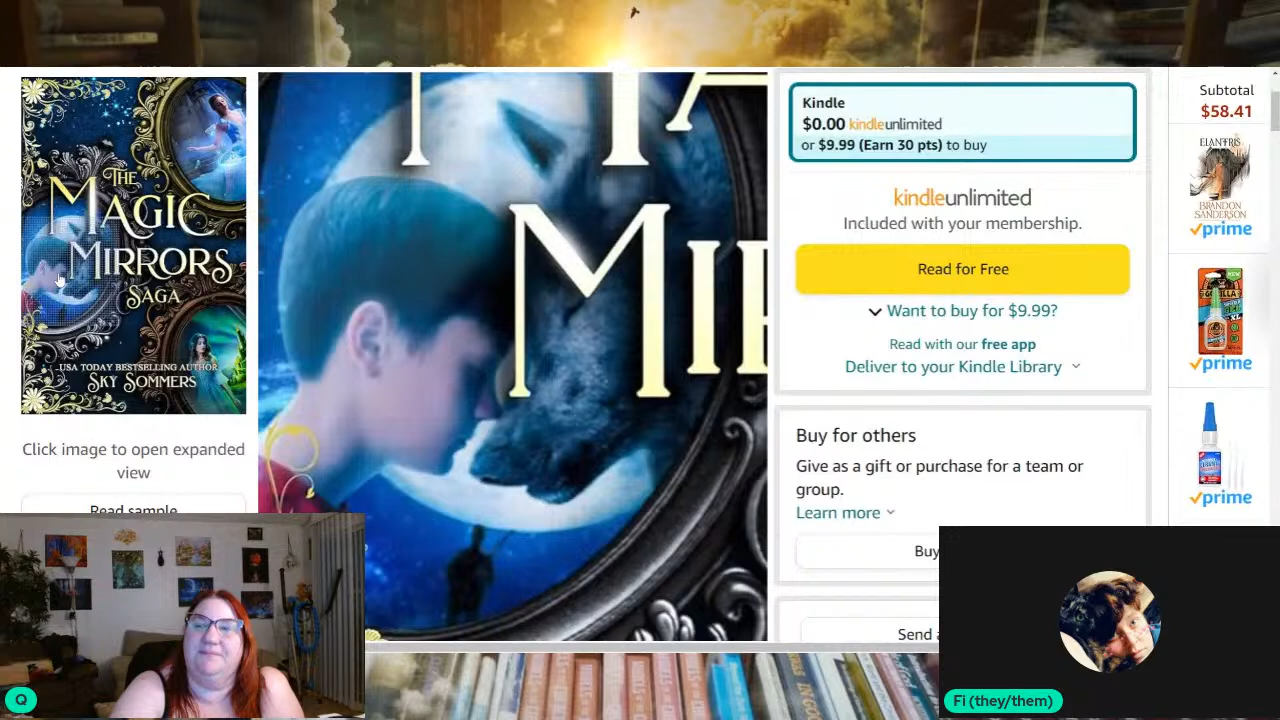 THE
MAGIC
MIRRORS
SAGA
USA TODAY BESTSELLING AUTHOR
SKY SOMMERS
Click image to open expanded
view
Read sample
M
Kindle
$0.00 kindleunlimited
or $9.99 (Earn 30 pts) to buy
kindleunlimited
Included with your membership.
Read for Free
Want to buy for $9.99?
Read with our free app
Deliver to your Kindle Library
Buy for others
Give as a gift or purchase for a team or
group.
Learn more
Buy
Send a
Subtotal
$58.41
ELANTRIS
BRANDON
SANDERSON
prime
prime
prime
Q
Fi (they/them)